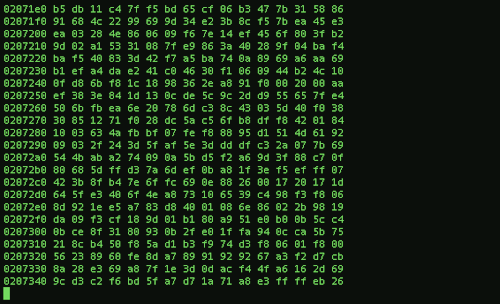 02071e0 b5 db 11 c4 7f f5 bd 65 cf 06 b3 47 7b 31 58 86
02071f0 91 68 4c 22 99 69 9d 34 e2 3b 8c f5 7b ea 45 e3
0207200 ea 03 28 4e 86 06 09 f6 7e 14 ef 45 6f 80 3f b2
0207210 9d 02 a1 53 31 08 7f e9 86 3a 40 28 9f 04 ba f4
0207220 ba f5 40 83 3d 42 f7 a5 ba 74 0a 89 69 a6 aa 69
0207230 b1 ef a4 da e2 41 c0 46 30 f1 06 09 44 b2 4c 10
0207240 0f d8 6b f8 1c 18 98 36 2e a8 91 f0 00 20 00 aa
0207250 ef 38 3e 84 1d 13 0c de 5c 9c 2d d9 55 65 7f e4
0207260 50 6b fb ea 6e 20 78 6d c3 8c 43 03 5d 40 f0 38
0207270 30 85 12 71 f0 28 dc 5a c5 6f b8 df f8 42 01 84
0207280 10 03 63 4a fb bf 07 fe f8 88 95 d1 51 4d 61 92
0207290 09 03 2f 24 3d 5f af 5e 3d dd df c3 2a 07 7b 69
02072a0 54 4b ab a2 74 09 0a 5b d5 f2 a6 9d 3f 08 c7 0f
02072b0 80 68 5d ff d3 7a 6d ef 0b a8 1f 3e f5 ef ff 07
02072c0 42 3b 8f b4 7e 6f fc 69 0e 88 26 00 17 20 17 1d
02072d0 64 5f e3 40 6f 4e a8 73 10 65 39 c4 98 f3 f8 06
02072e0 8d 92 1e e5 a7 83 d8 40 01 08 6e 86 02 2b 98 19
02072f0 da 09 f3 cf 18 9d 01 b1 80 a9 51 e0 b0 0b 5c c4
0207300 0b ce 8f 31 80 93 0b 2f e0 1f fa 94 0c ca 5b 75
0207310 21 8c b4 50 f8 5a d1 b3 f9 74 d3 f8 06 01 f8 00
0207320 56 23 89 60 fe 8d a7 89 91 92 92 67 a3 f2 d7 cb
0207330 8a 28 e3 69 a8 7f 1e 3d 0d ac f4 4f a6 16 2d 69
0207340 9c d3 c2 f6 bd 5f a7 d7 1a 71 a8 e3 ff ff eb 26